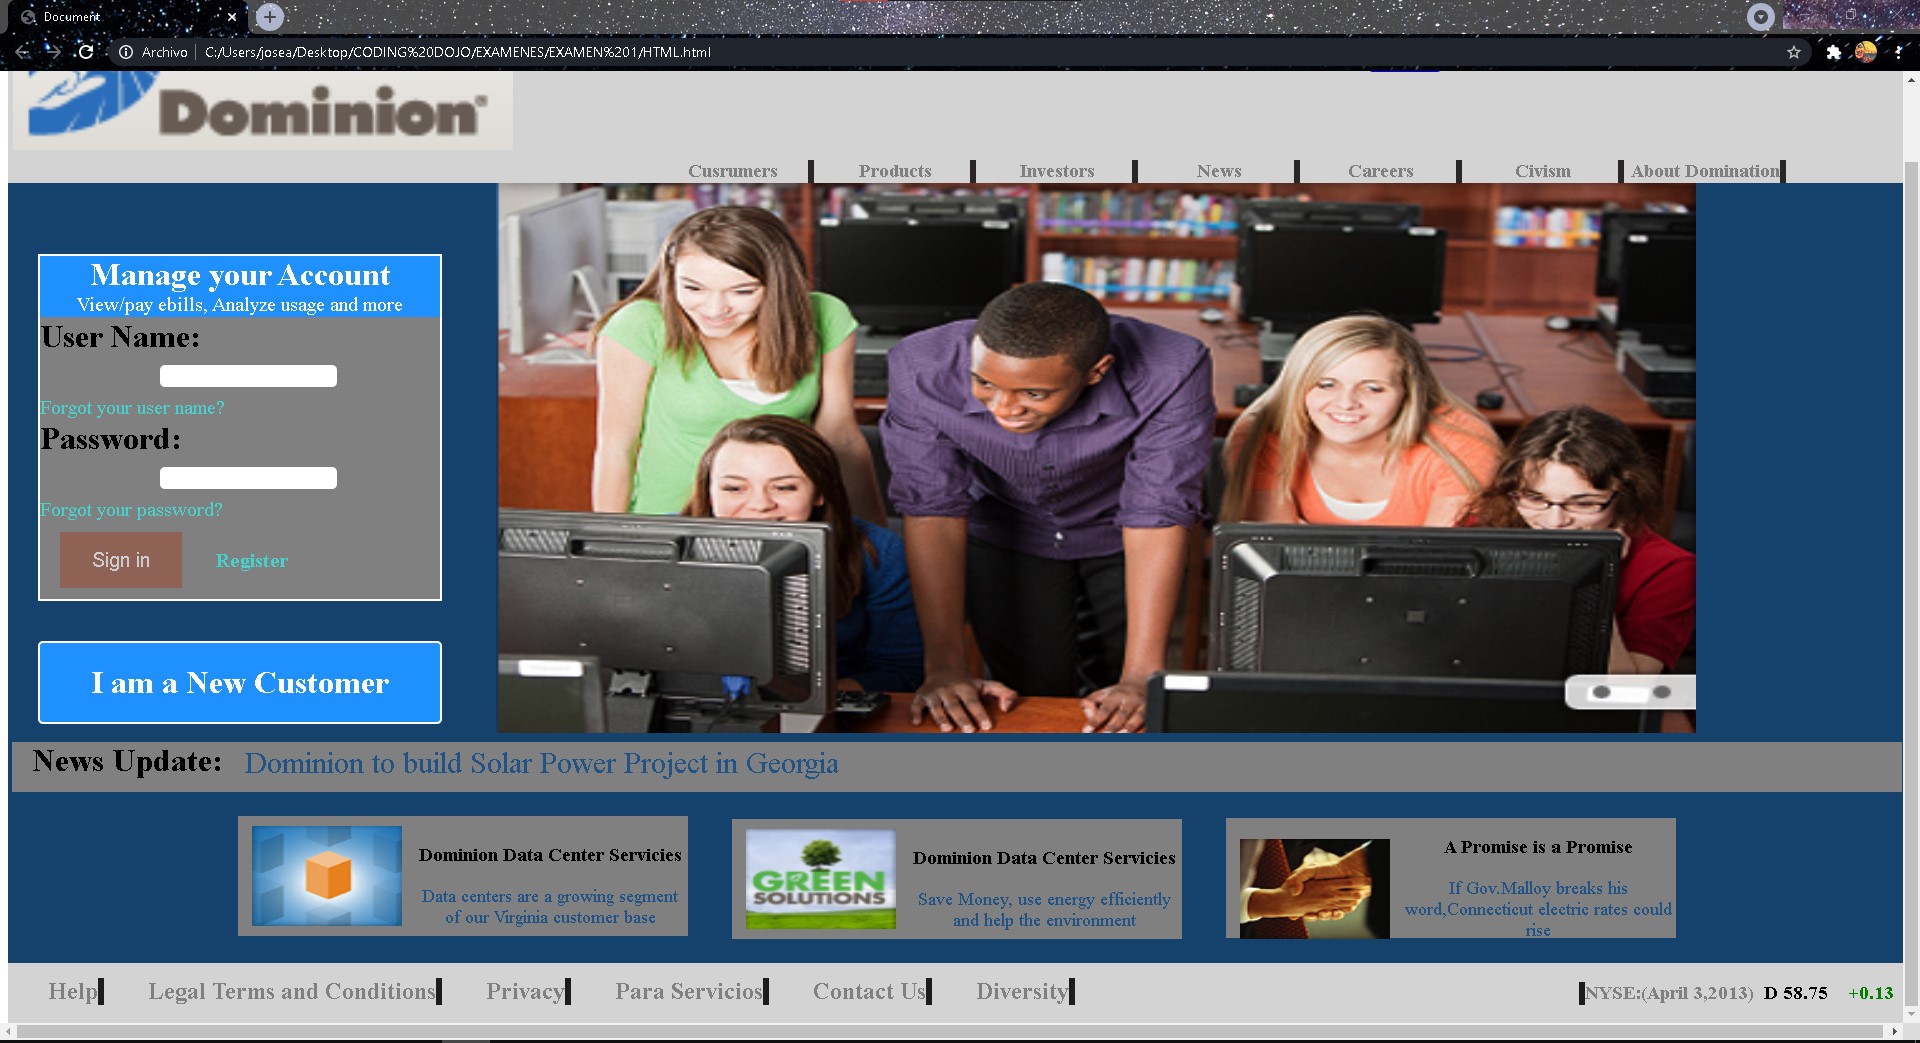 Document
Archivo C:/Users/josea/Desktop/CODING%20DOJO/EXAMENES/EXAMEN%201/HTML.html
Dominion
Cusrumers Products Investors News Careers Civism About Domination
Manage your Account
View/pay ebills, Analyze usage and more
User Name:
Forgot your user name?
Password:
Forgot your password?
Sign in Register
I am a New Customer
News Update: Dominion to build Solar Power Project in Georgia
Dominion Data Center Servicies
Data centers are a growing segment
of our Virginia customer base
GREEN
SOLUTIONS
Dominion Data Center Servicies
Save Money, use energy efficiently
and help the environment
A Promise is a Promise
If Gov.Malloy breaks his
word,Connecticut electric rates could
rise
Help Legal Terms and Conditions Privacy Para Servicios Contact Us Diversity NYSE:(April 3,2013) D 58.75 +0.13